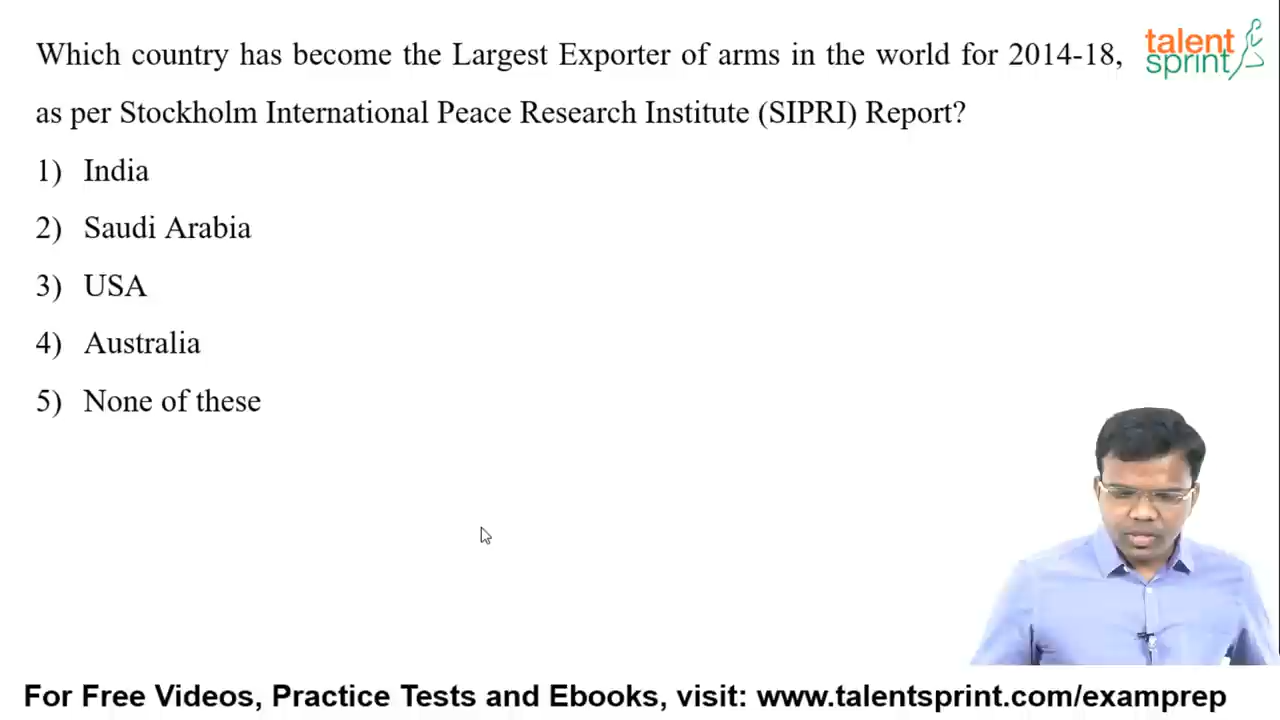 Which country has become the Largest Exporter of arms in the world for 2014-18,
as per Stockholm International Peace Research Institute (SIPRI) Report?
1) India
2) Saudi Arabia
3) USA
4) Australia
5) None of these
talent
sprint
For Free Videos, Practice Tests and Ebooks, visit: www.talentsprint.com/examprep